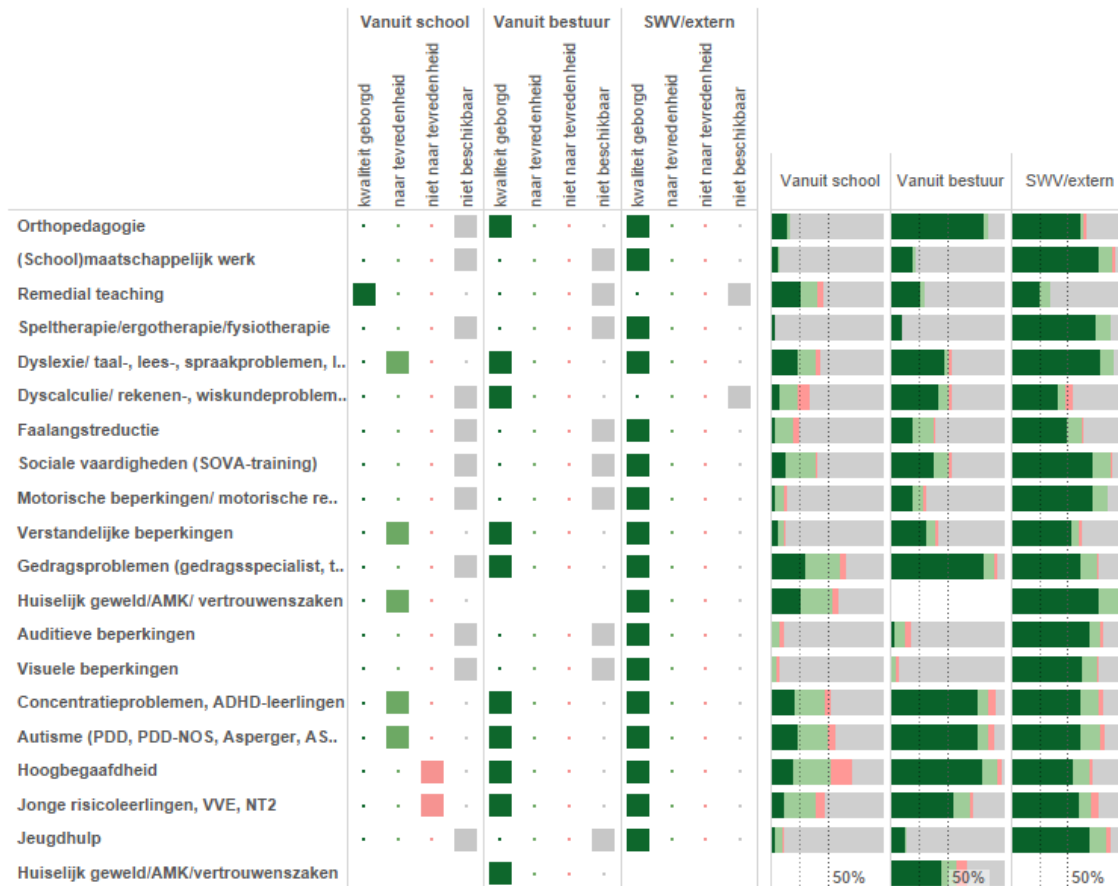 Vanuit school Vanuit bestuur SWV/extern
kwaliteit geborgd
naar tevredenheid
niet naar tevredenheid
niet beschikbaar
kwaliteit geborgd
naar tevredenheid
niet naar tevredenheid
niet beschikbaar
kwaliteit geborgd
naar tevredenheid
niet naar tevredenheid
niet beschikbaar
Vanuit school Vanuit bestuur SWV/extern
Orthopedagogie
(School)maatschappelijk werk
Remedial teaching
Speltherapie/ergotherapie/fysiotherapie
Dyslexie/ taal-, lees-, spraakproblemen, l..
Dyscalculie/ rekenen-, wiskundeproblem..
Faalangstreductie
Sociale vaardigheden (SOVA-training)
Motorische beperkingen/ motorische re..
Verstandelijke beperkingen
Gedragsproblemen (gedragsspecialist, t..
Huiselijk geweld/AMK/ vertrouwenszaken
Auditieve beperkingen
Visuele beperkingen
Concentratieproblemen, ADHD-leerlingen
Autisme (PDD, PDD-NOS, Asperger, AS..
Hoogbegaafdheid
Jonge risicoleerlingen, VVE, NT2
Jeugdhulp
Huiselijk geweld/AMK/vertrouwenszaken
50% 50% 50%